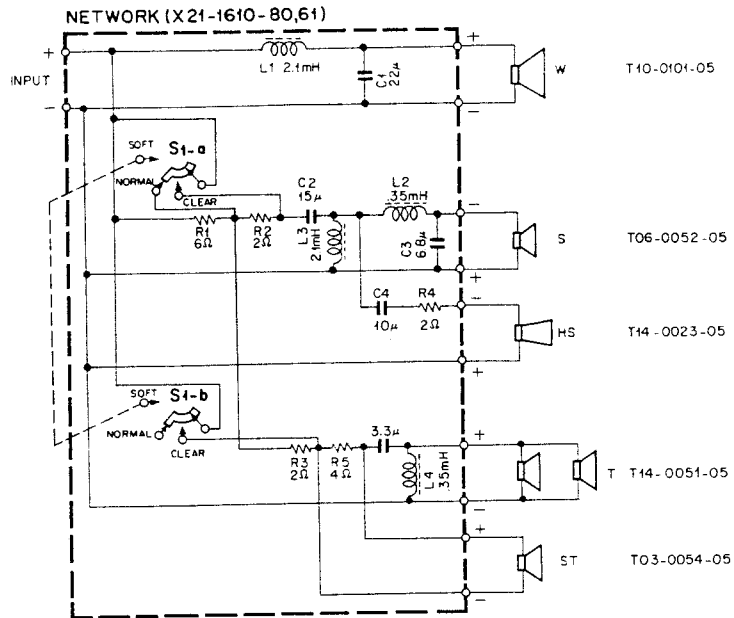 NETWORK (X21-1610-80,61)
+
INPUT
−
L1 2.1mH
C1
22μ
+
−
W
T10-0101-05
SOFT
S1-a
NORMAL
CLEAR
R1
6Ω
R2
2Ω
C2
15μ
L3
2.1mH
L2
.35mH
C3
6.8μ
−
+
S
T06-0052-05
C4
10μ
R4
2Ω
−
+
HS
T14-0023-05
SOFT
S1-b
NORMAL
CLEAR
R3
2Ω
R5
4Ω
3.3μ
L4
.35mH
+
−
T
T14-0051-05
+
−
ST
T03-0054-05